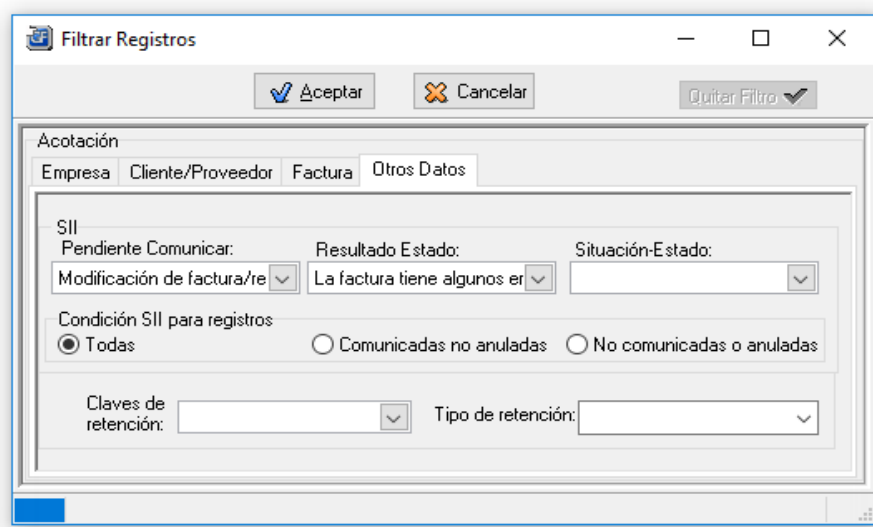 Filtrar Registros
Aceptar Cancelar Quitar Filtro
Acotación
Empresa Cliente/Proveedor Factura Otros Datos
SII
Pendiente Comunicar: Resultado Estado: Situación-Estado:
Modificación de factura/re La factura tiene algunos er
Condición SII para registros
Todas Comunicadas no anuladas No comunicadas o anuladas
Claves de
retención: Tipo de retención: